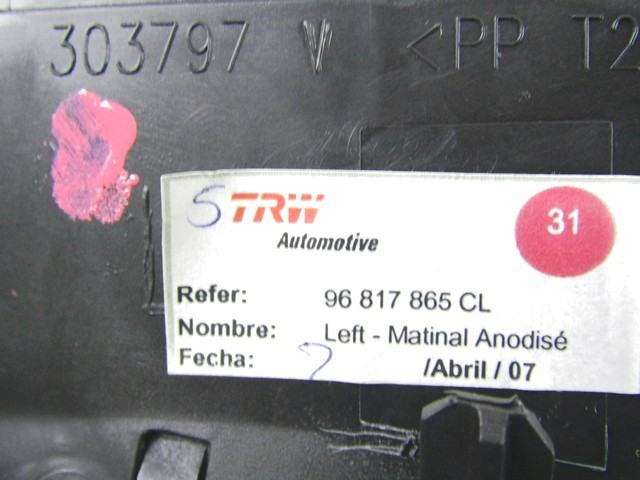 303797 V <PP T2
S TRW
Automotive
31
Refer: 96 817 865 CL
Nombre: Left - Matinal Anodisé
Fecha: 7 /Abril / 07